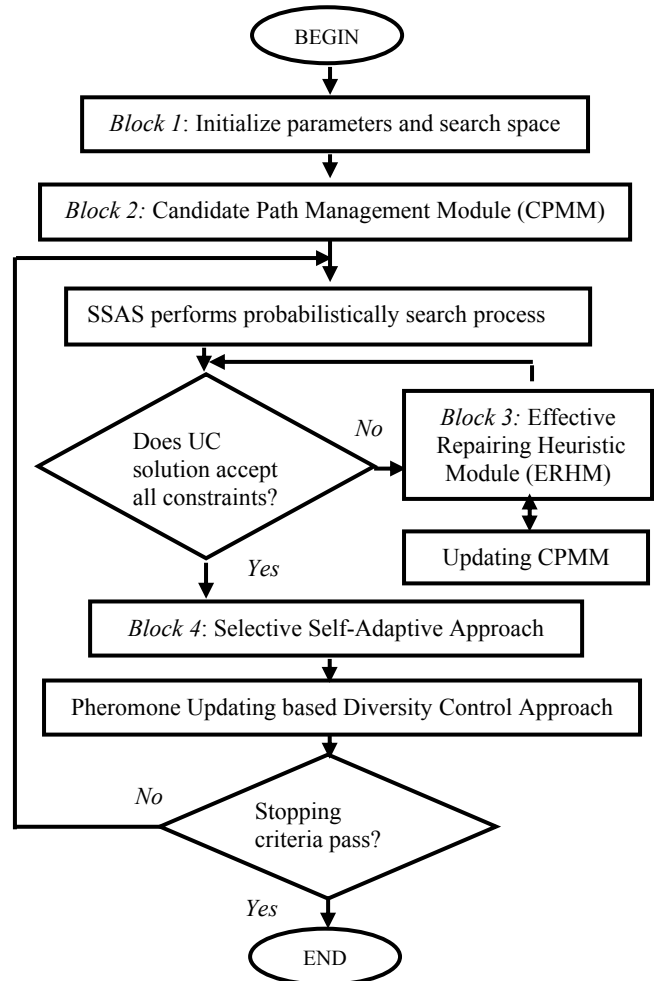 BEGIN
Block 1: Initialize parameters and search space
Block 2: Candidate Path Management Module (CPMM)
SSAS performs probabilistically search process
Does UC
solution accept
all constraints?
No
Block 3: Effective
Repairing Heuristic
Module (ERHM)
Updating CPMM
Yes
Block 4: Selective Self-Adaptive Approach
Pheromone Updating based Diversity Control Approach
No
Stopping
criteria pass?
Yes
END